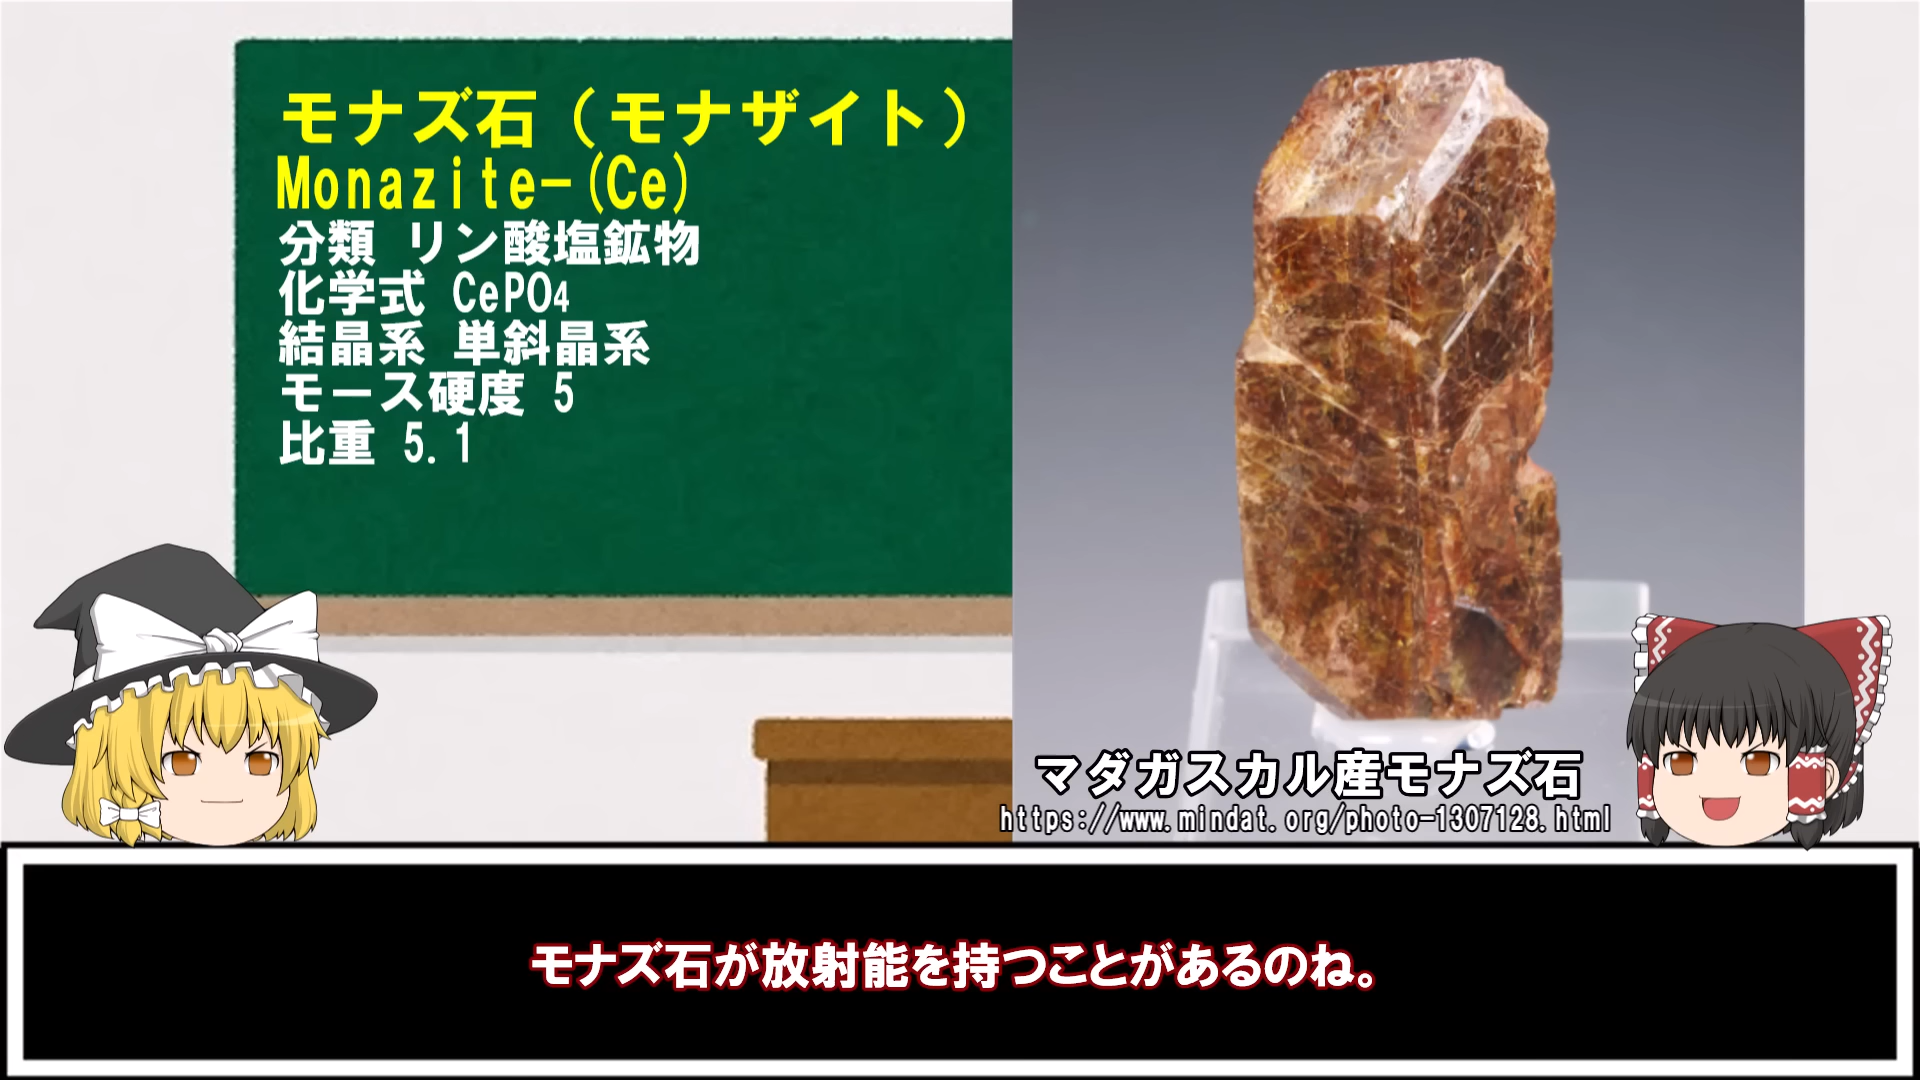 モナズ石（モナザイト）
Monazite-(Ce)
分類 リン酸塩鉱物
化学式 CePO4
結晶系 単斜晶系
モース硬度 5
比重 5.1
マダガスカル産モナズ石
https://www.mindat.org/photo-1307128.html
モナズ石が放射能を持つことがあるのね。